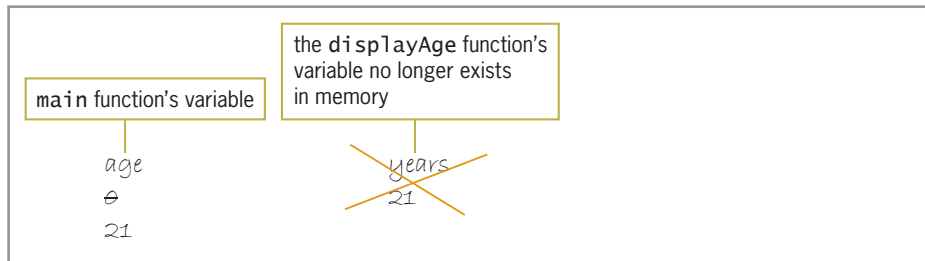 the displayAge function's
variable no longer exists
in memory
main function's variable
age
0
21
years
21